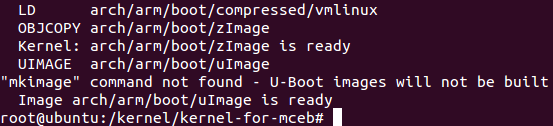 LD      arch/arm/boot/compressed/vmlinux
OBJCOPY arch/arm/boot/zImage
Kernel: arch/arm/boot/zImage is ready
UIMAGE  arch/arm/boot/uImage
"mkimage" command not found - U-Boot images will not be built
Image arch/arm/boot/uImage is ready
root@ubuntu:/kernel/kernel-for-mceb#